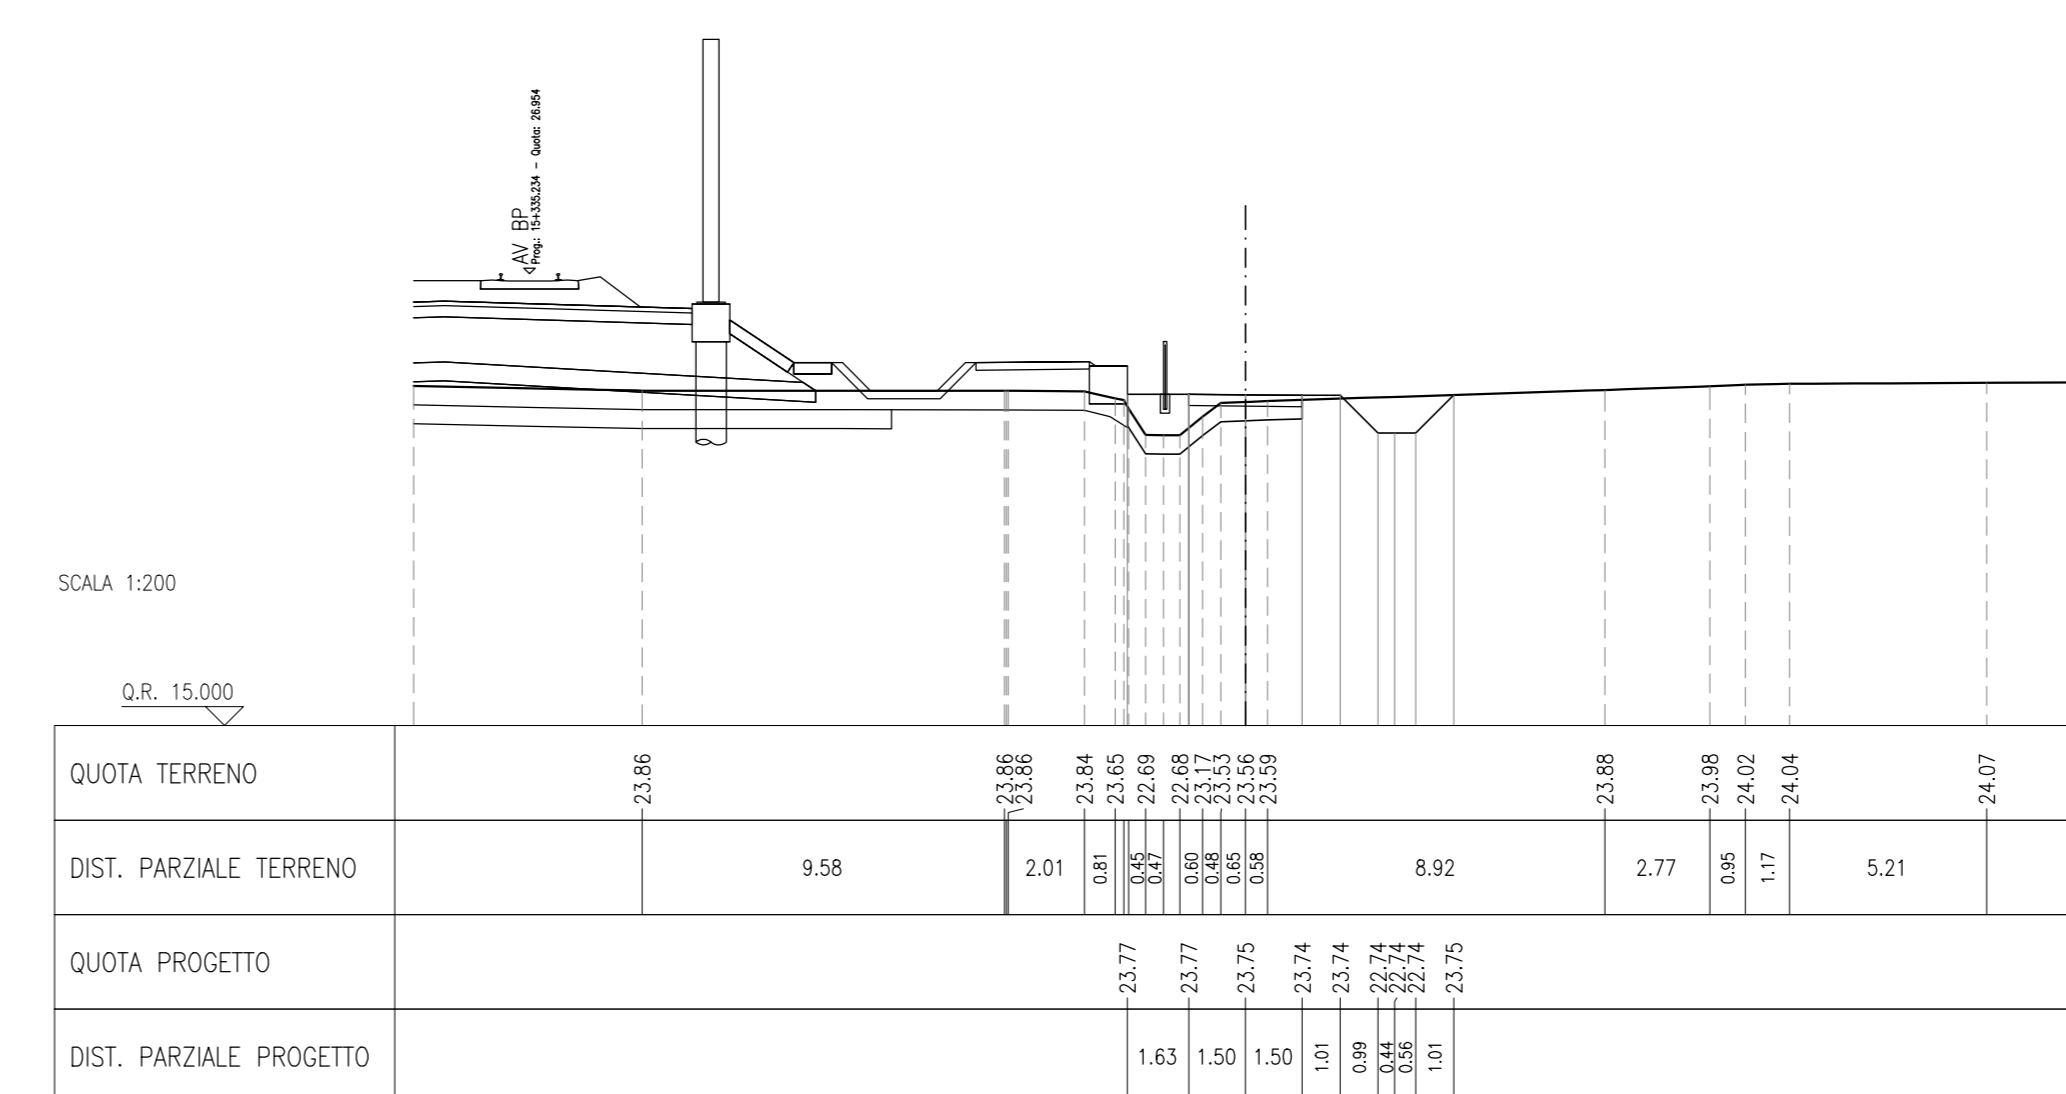 AV BP
Prog.: 15+335.234 - Quota: 26.954
SCALA 1:200
Q.R. 15.000
QUOTA TERRENO
23.86 23.86 23.86 23.84 23.65 22.69 22.68 23.17 23.53 23.56 23.59 23.88 23.98 24.02 24.04 24.07
DIST. PARZIALE TERRENO
9.58 2.01 0.81 0.45 0.47 0.60 0.48 0.65 0.58 8.92 2.77 0.95 1.17 5.21
QUOTA PROGETTO
23.77 23.77 23.75 23.74 23.74 22.74 22.74 22.74 23.75
DIST. PARZIALE PROGETTO
1.63 1.50 1.50 1.01 0.99 0.44 0.56 1.01